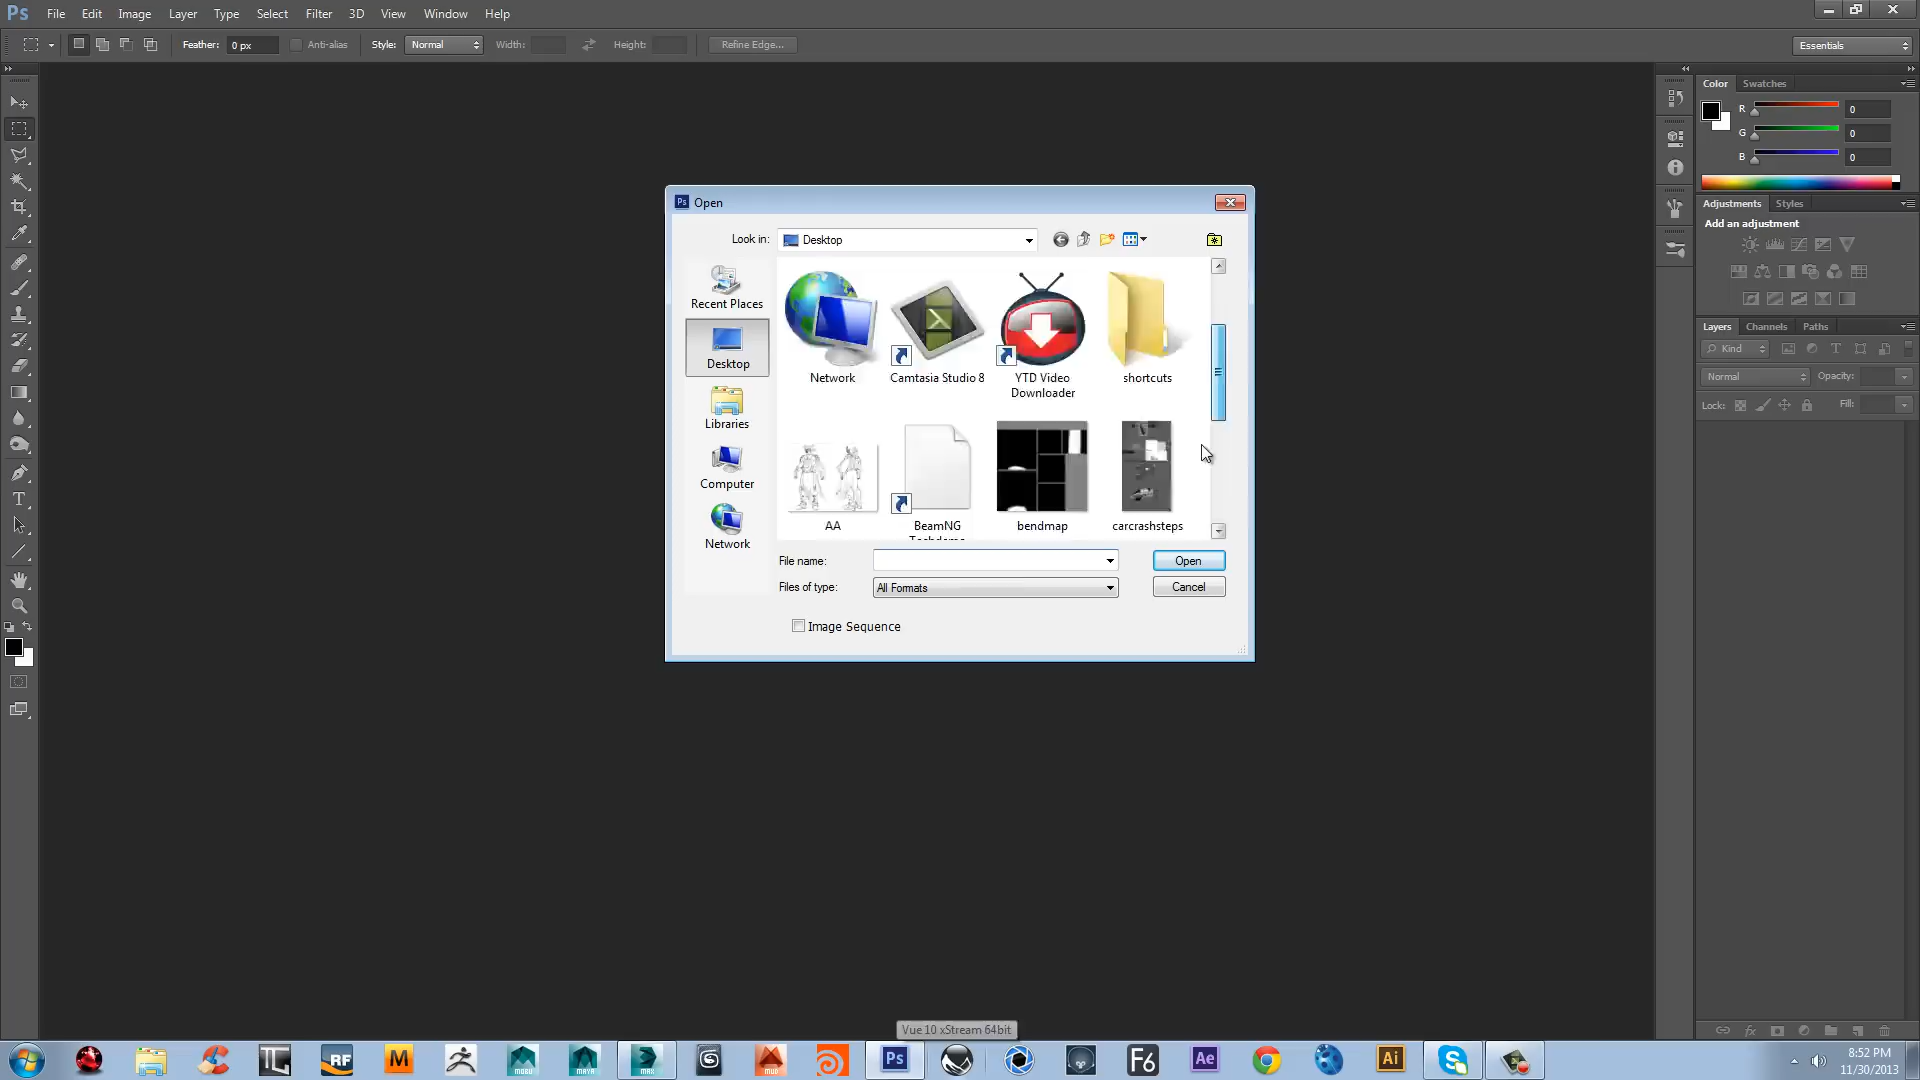 Ps File Edit Image Layer Type Select Filter 3D View Window Help
Feather: 0 px Anti-alias Style: Normal Width: Height: Refine Edge... Essentials
Color Swatches
R 0
G 0
B 0
Adjustments Styles
Add an adjustment
Layers Channels Paths
Kind T
Normal Opacity:
Lock: Fill:
T
Ps Open
Look in: Desktop
Recent Places
Desktop
Libraries
Computer
Network
Network Camtasia Studio 8 YTD Video Downloader shortcuts
AA BeamNG bendmap carcrashsteps
File name: Open
Files of type: All Formats Cancel
Image Sequence
Vue 10 xStream 64bit
RF M MAYA MAX MUD Ps F6 Ae Ai S
8:52 PM
11/30/2013